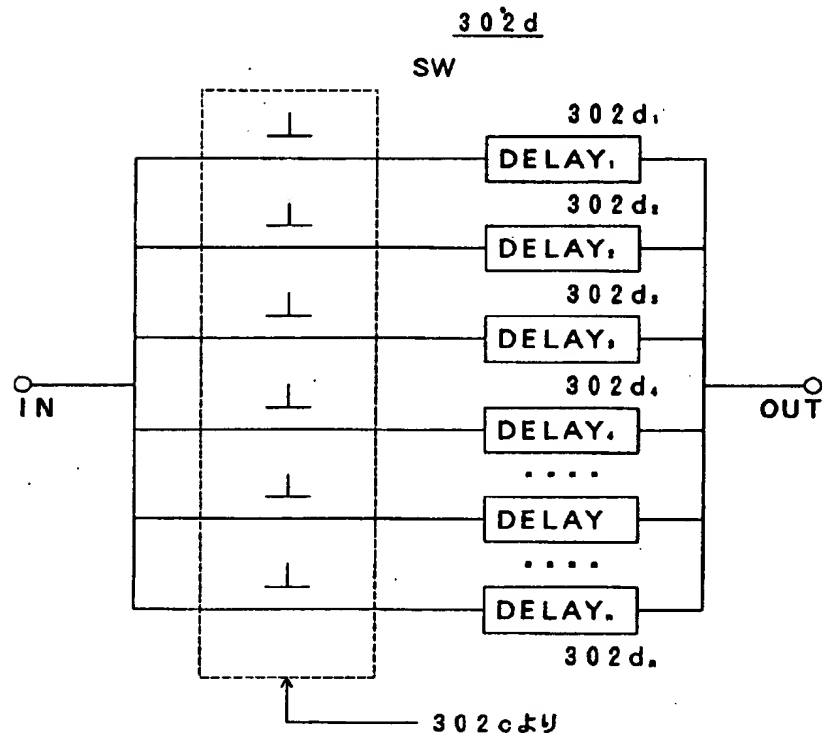 302d
SW
302d₁
DELAY₁
302d₂
DELAY₂
302d₃
DELAY₃
IN
OUT
302d₄
DELAY₄
・・・・
DELAY
・・・・
DELAYₙ
302dₙ
302cより